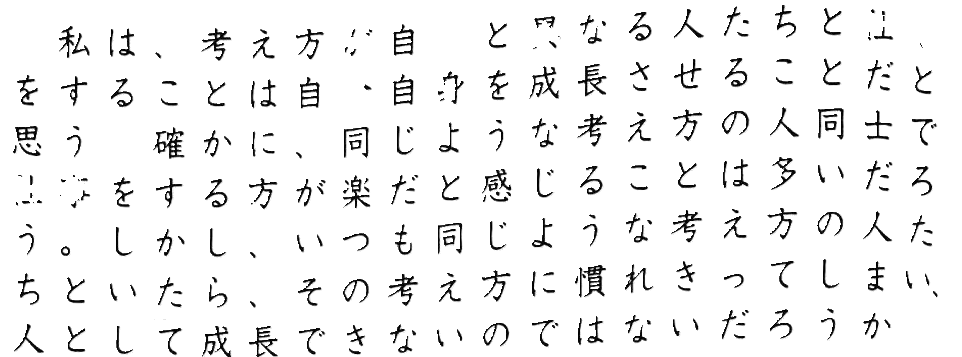 私は、考え方が自 と異なる人たちと
をすることは自 自身を成長させることだと
思う 確かに、同じような考え方の人同士で
をする方が楽だと感じることは多いだろ
う。しかし、いつも同じような考え方の人た
ちといたら、その考え方に慣れきってしまい、
人として成長できないのではないだろうか